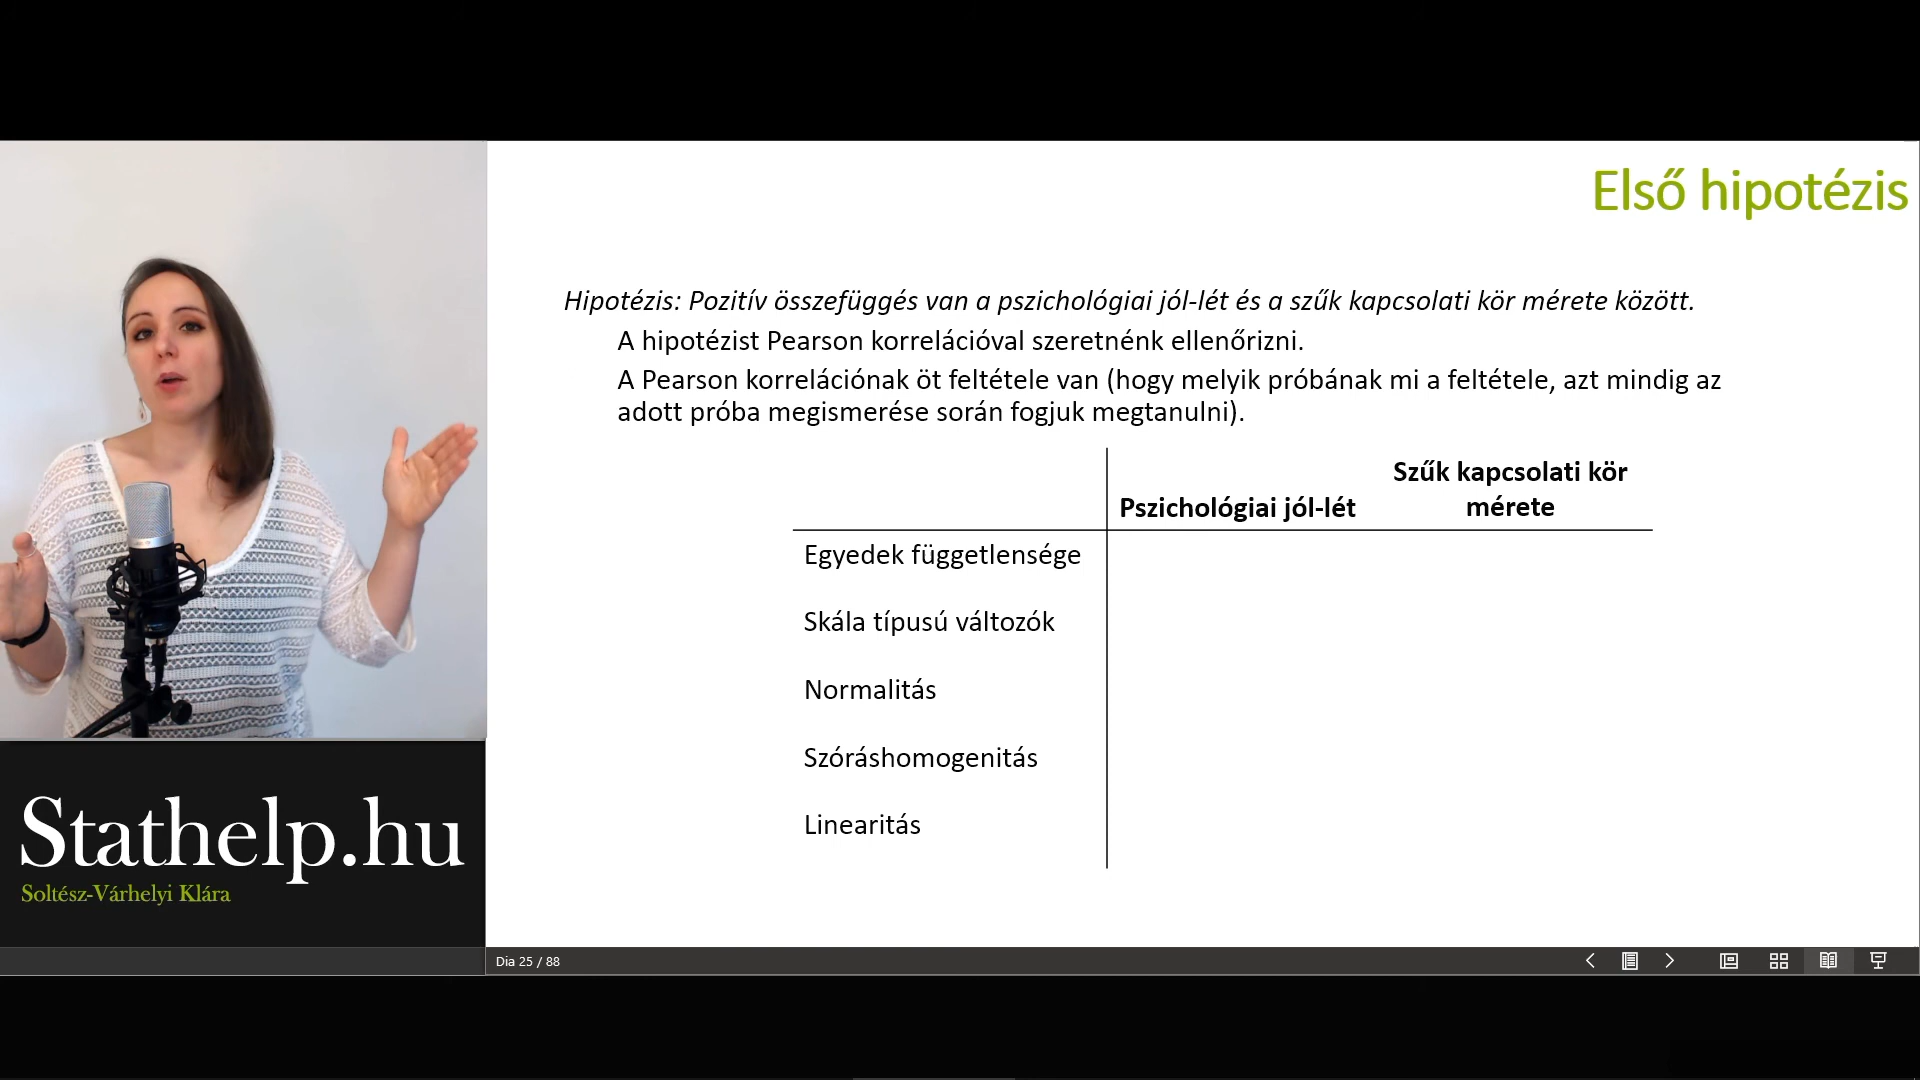 Első hipotézis
Hipotézis: Pozitív összefüggés van a pszichológiai jól-lét és a szűk kapcsolati kör mérete között.
A hipotézist Pearson korrelációval szeretnénk ellenőrizni.
A Pearson korrelációnak öt feltétele van (hogy melyik próbának mi a feltétele, azt mindig az
adott próba megismerése során fogjuk megtanulni).
Pszichológiai jól-lét
Szűk kapcsolati kör
mérete
Egyedek függetlensége
Skála típusú változók
Normalitás
Szóráshomogenitás
Linearitás
Stathelp.hu
Soltész-Várhelyi Klára
Dia 25 / 88